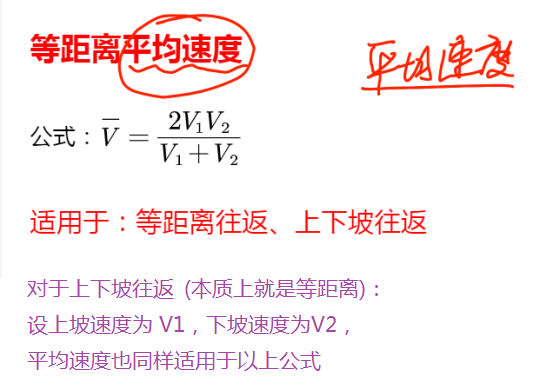 等距离平均速度
平均速度
公式：V̅ = 2V₁V₂ / (V₁ + V₂)
适用于：等距离往返、上下坡往返
对于上下坡往返 (本质上就是等距离)：
设上坡速度为 V1，下坡速度为V2，
平均速度也同样适用于以上公式